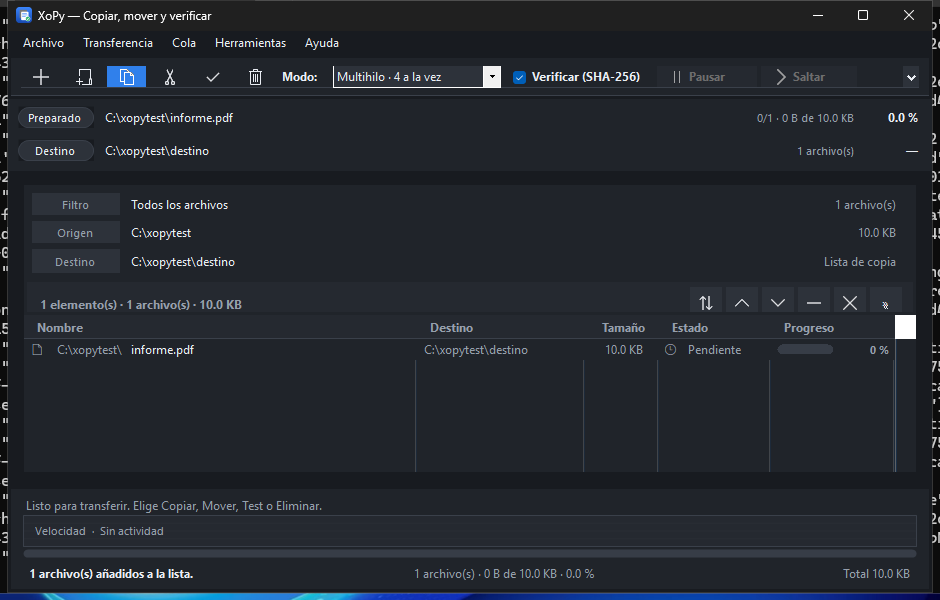 XoPy — Copiar, mover y verificar
Archivo Transferencia Cola Herramientas Ayuda
Modo: Multihilo · 4 a la vez Verificar (SHA-256) Pausar Saltar
Preparado C:\xopytest\informe.pdf 0/1 · 0 B de 10.0 KB 0.0 %
Destino C:\xopytest\destino 1 archivo(s) —
Filtro Todos los archivos 1 archivo(s)
Origen C:\xopytest 10.0 KB
Destino C:\xopytest\destino Lista de copia
1 elemento(s) · 1 archivo(s) · 10.0 KB
Nombre Destino Tamaño Estado Progreso
C:\xopytest\ informe.pdf C:\xopytest\destino 10.0 KB Pendiente 0 %
Listo para transferir. Elige Copiar, Mover, Test o Eliminar.
Velocidad · Sin actividad
1 archivo(s) añadidos a la lista. 1 archivo(s) · 0 B de 10.0 KB · 0.0 % Total 10.0 KB